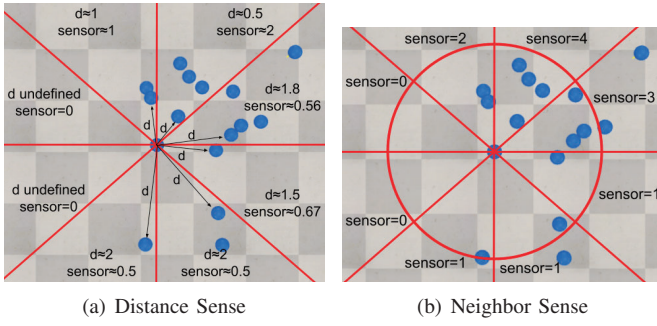 d≈1
sensor≈1
d≈0.5
sensor≈2
d undefined
sensor=0
d≈1.8
sensor≈0.56
d
d
d
d
d
d
d undefined
sensor=0
d≈1.5
sensor≈0.67
d≈2
sensor≈0.5
d≈2
sensor≈0.5
(a) Distance Sense
sensor=2
sensor=4
sensor=0
sensor=3
sensor=1
sensor=0
sensor=1
sensor=1
(b) Neighbor Sense